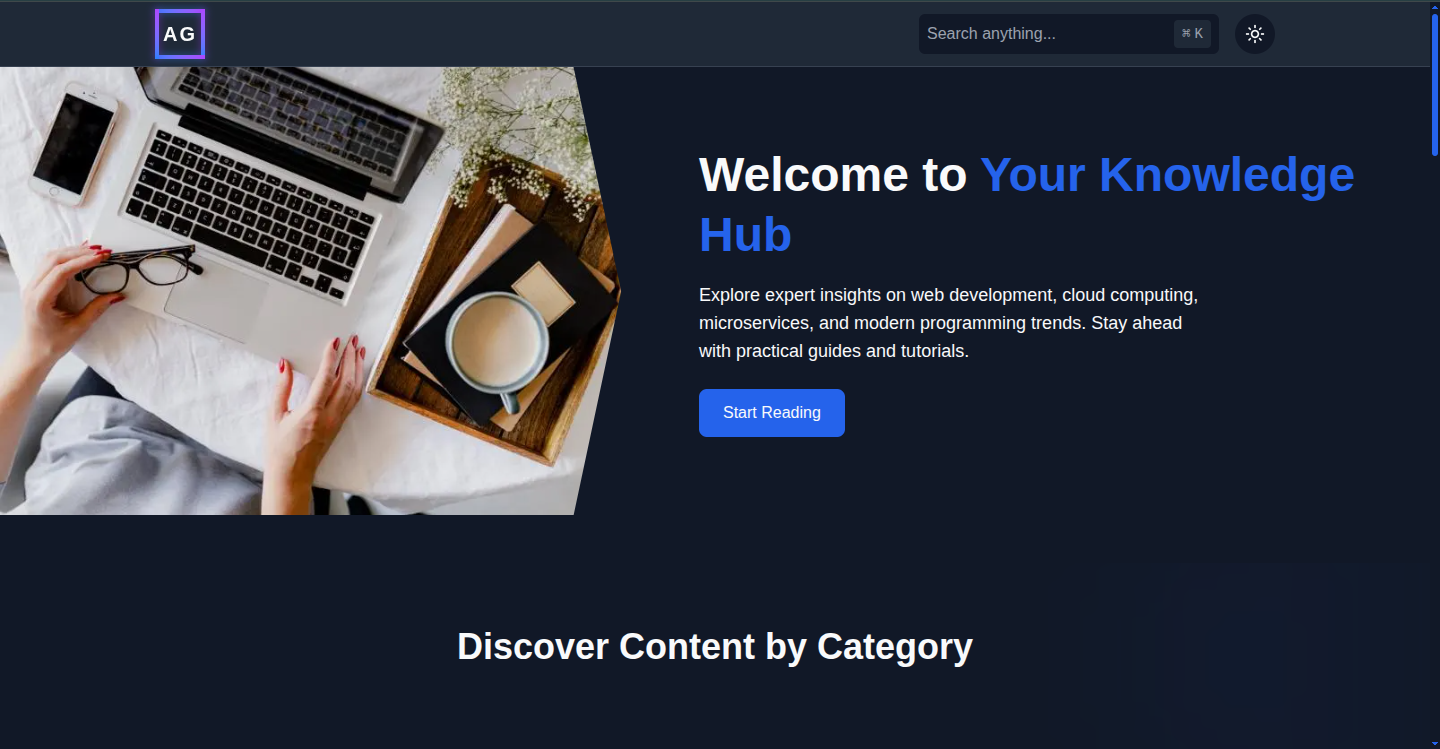 AG
Search anything...
⌘ K
Welcome to Your Knowledge
Hub
Explore expert insights on web development, cloud computing,
microservices, and modern programming trends. Stay ahead
with practical guides and tutorials.
Start Reading
Discover Content by Category